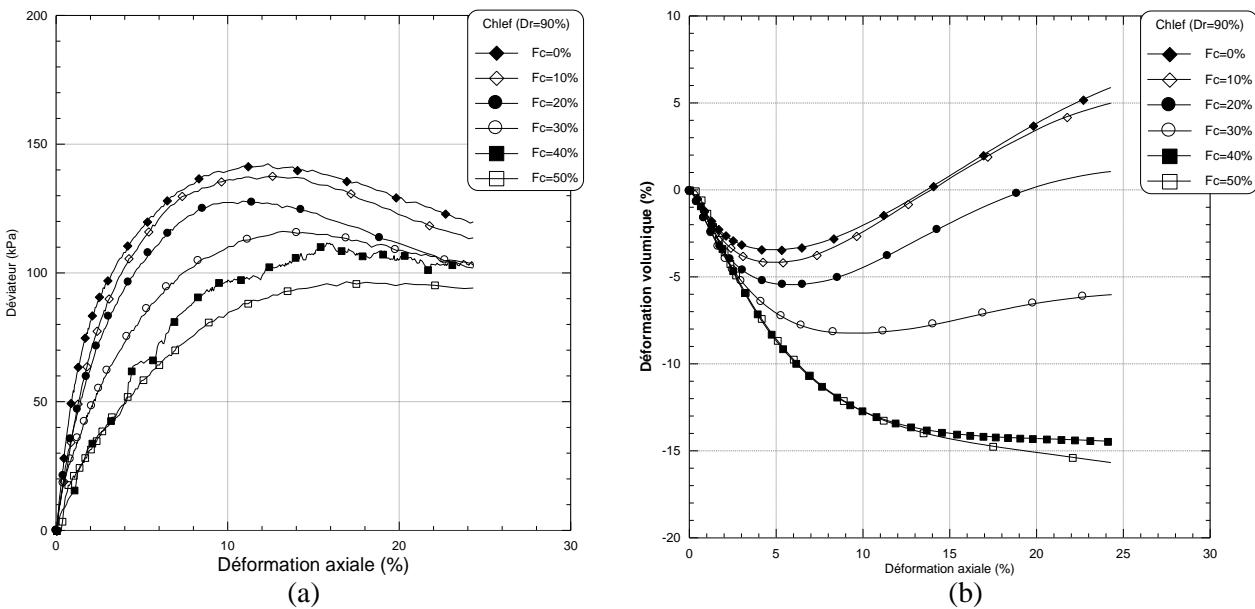 200
150
100
50
0
0
10
20
30
Déviateur (kPa)
Déformation axiale (%)
Chlef (Dr=90%)
Fc=0%
Fc=10%
Fc=20%
Fc=30%
Fc=40%
Fc=50%
(a)
10
5
0
-5
-10
-15
-20
0
5
10
15
20
25
30
Déformation volumique (%)
Déformation axiale (%)
Chlef (Dr=90%)
Fc=0%
Fc=10%
Fc=20%
Fc=30%
Fc=40%
Fc=50%
(b)